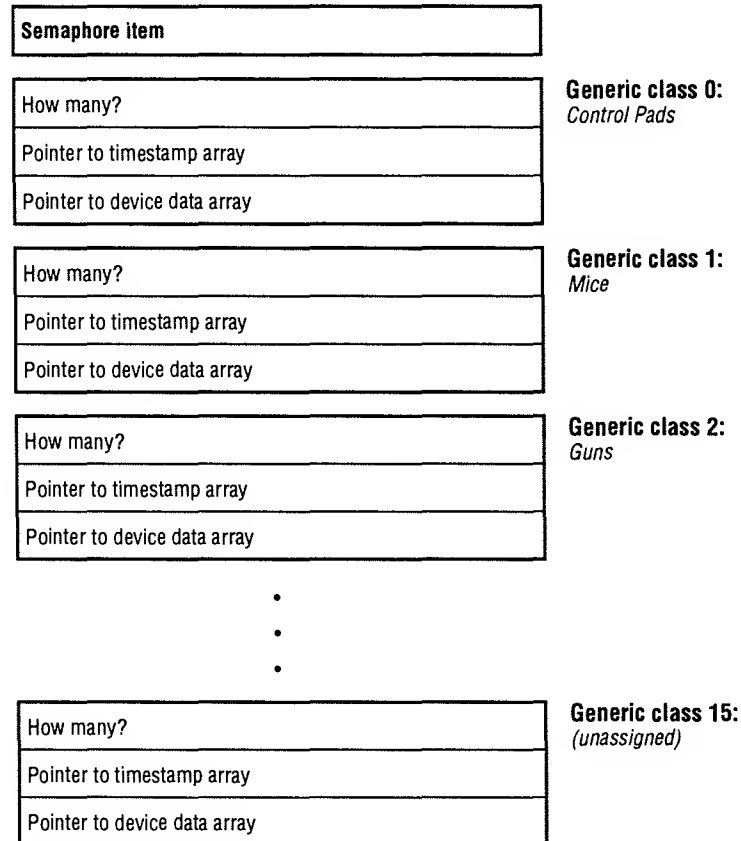 Semaphore item
How many?
Generic class 0:
Control Pads
Pointer to timestamp array
Pointer to device data array
How many?
Generic class 1:
Mice
Pointer to timestamp array
Pointer to device data array
How many?
Generic class 2:
Guns
Pointer to timestamp array
Pointer to device data array
How many?
Generic class 15:
(unassigned)
Pointer to timestamp array
Pointer to device data array